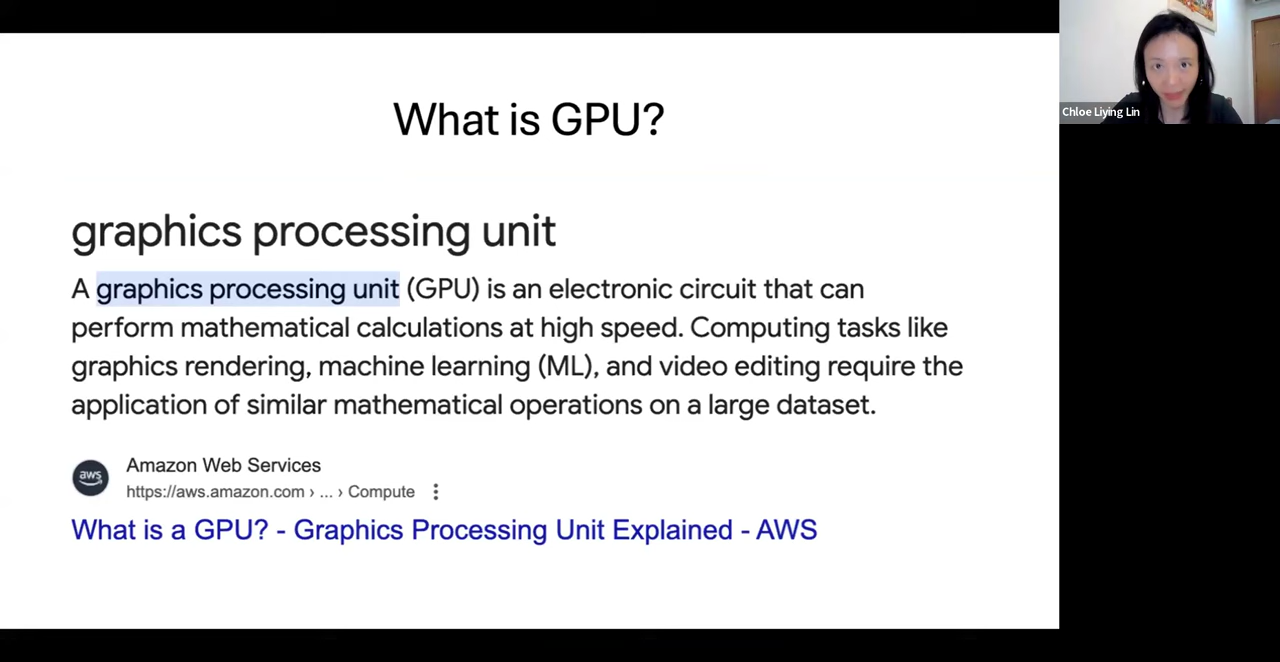 What is GPU?
Chloe Liying Lin
graphics processing unit
A graphics processing unit (GPU) is an electronic circuit that can
perform mathematical calculations at high speed. Computing tasks like
graphics rendering, machine learning (ML), and video editing require the
application of similar mathematical operations on a large dataset.
aws
Amazon Web Services
https://aws.amazon.com › ... › Compute
What is a GPU? - Graphics Processing Unit Explained - AWS